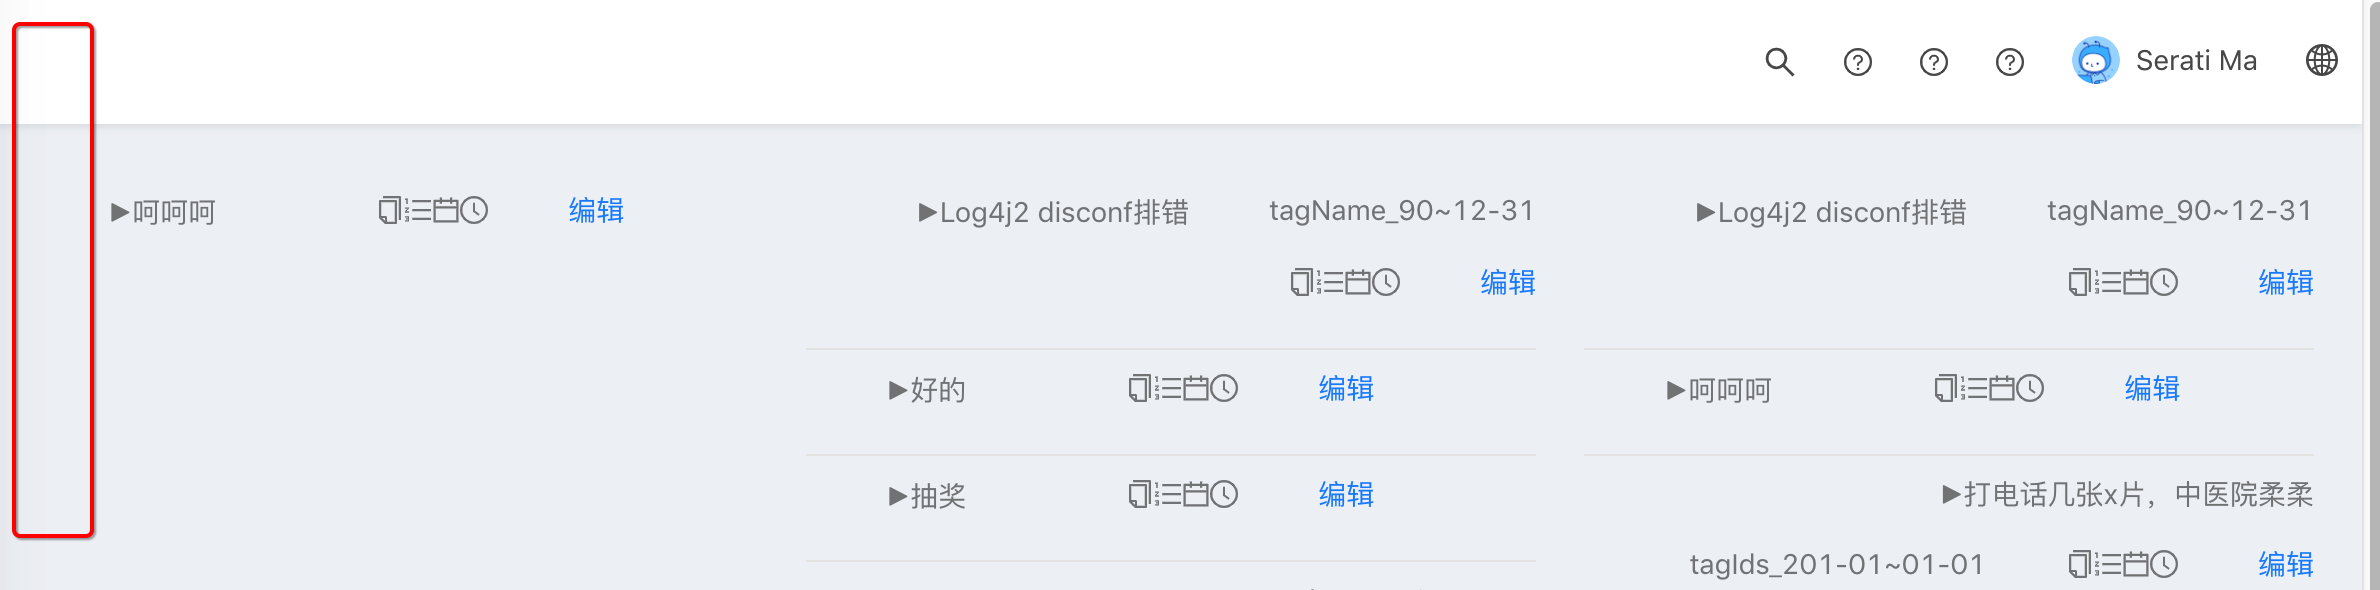 Serati Ma
▶呵呵呵 编辑
▶Log4j2 disconf排错 tagName_90~12-31
编辑
▶好的 编辑
▶抽奖 编辑
▶Log4j2 disconf排错 tagName_90~12-31
编辑
▶呵呵呵 编辑
▶打电话几张x片，中医院柔柔
tagIds_201-01~01-01 编辑